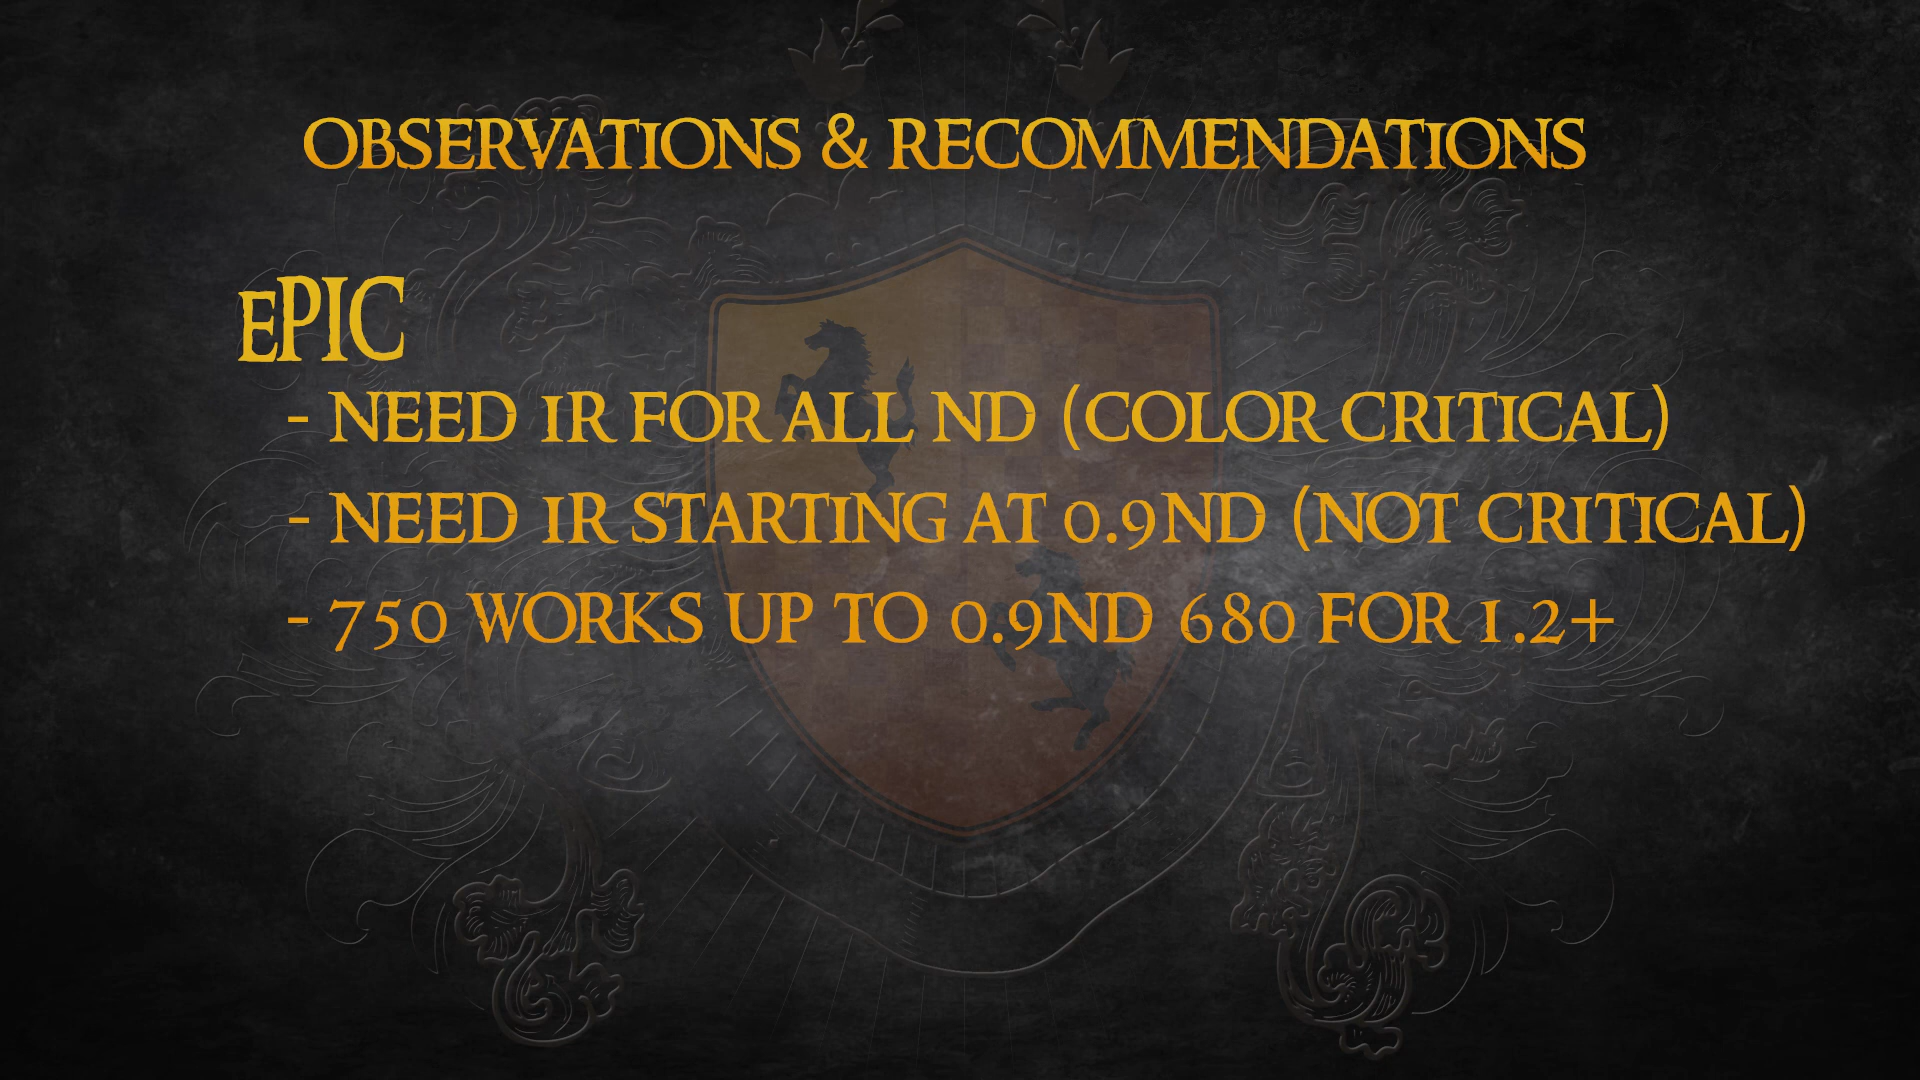 OBSERVATIONS & RECOMMENDATIONS
EPIC
- NEED IR FOR ALL ND (COLOR CRITICAL)
- NEED IR STARTING AT 0.9ND (NOT CRITICAL)
- 750 WORKS UP TO 0.9ND 680 FOR 1.2+